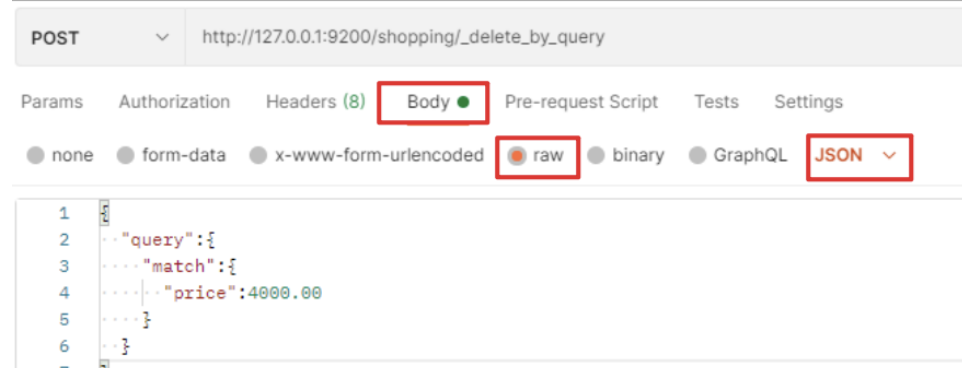 POST http://127.0.0.1:9200/shopping/_delete_by_query
Params Authorization Headers (8) Body Pre-request Script Tests Settings
none form-data x-www-form-urlencoded raw binary GraphQL JSON
1 {
2 "query":{
3 "match":{
4 "price":4000.00
5 }
6 }